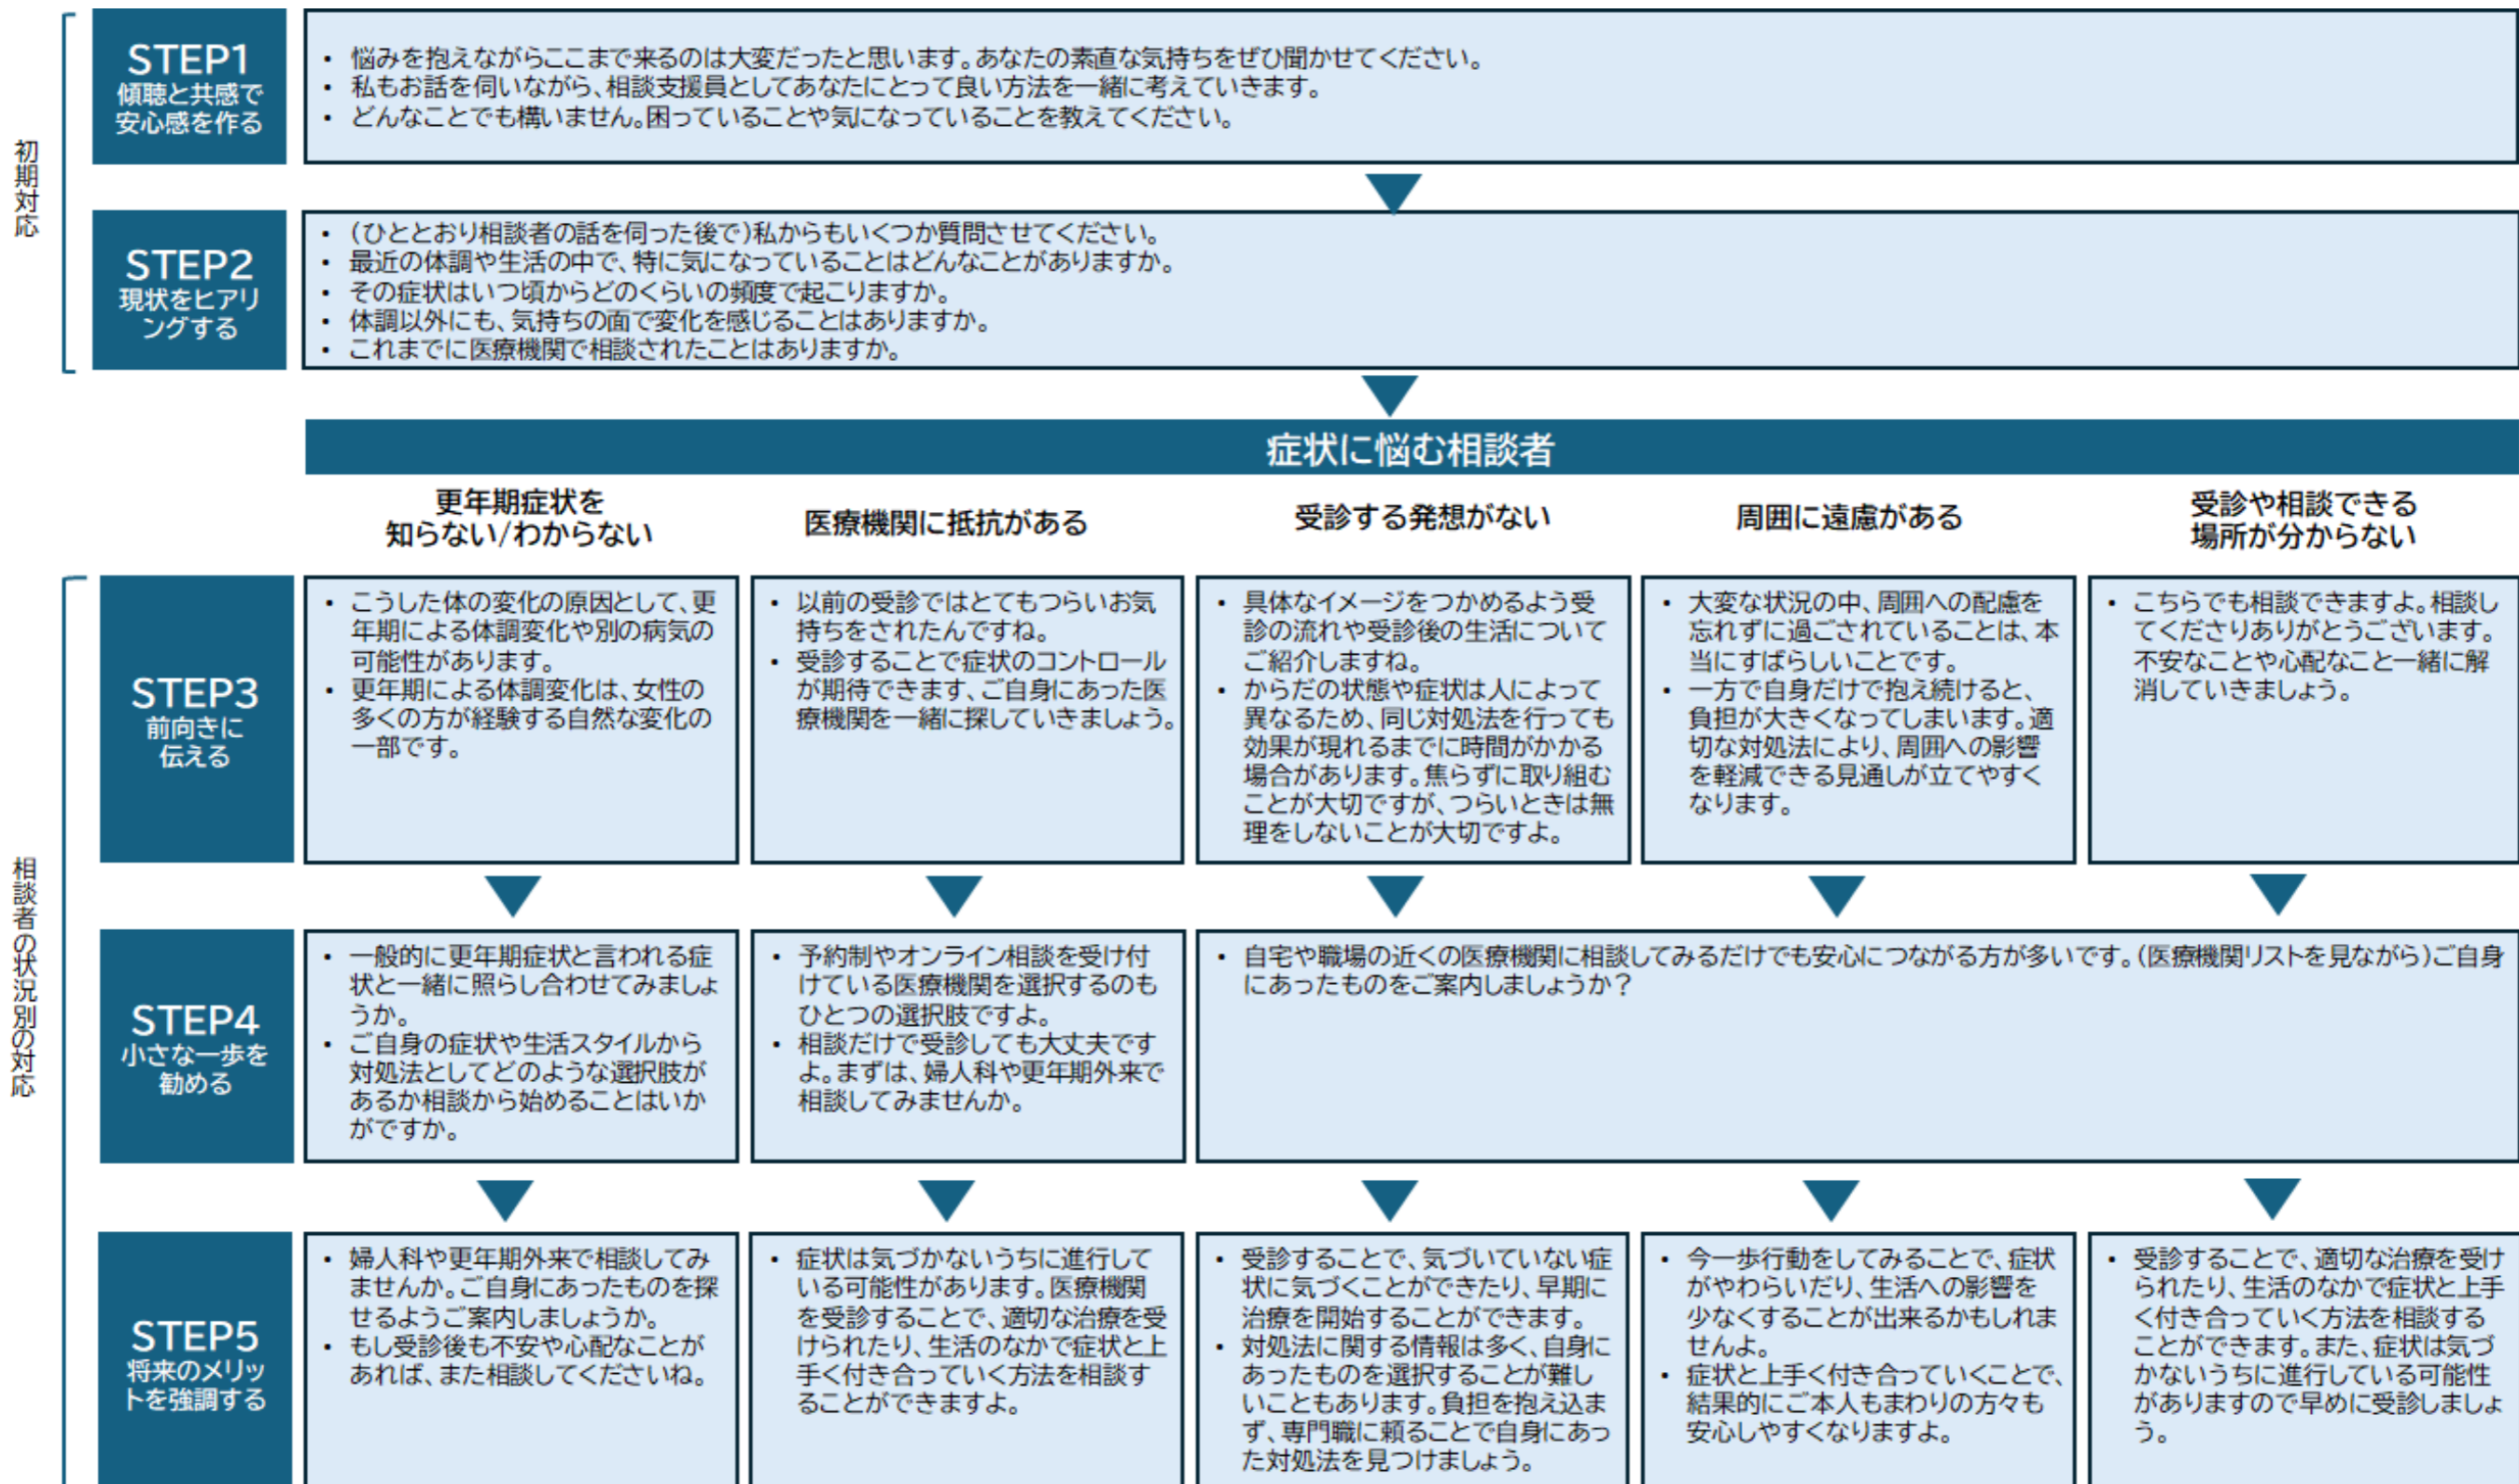 初期対応
STEP1
傾聴と共感で
安心感を作る
・ 悩みを抱えながらここまで来るのは大変だったと思います。あなたの素直な気持ちをぜひ聞かせてください。
・ 私もお話を伺いながら、相談支援員としてあなたにとって良い方法を一緒に考えていきます。
・ どんなことでも構いません。困っていることや気になっていることを教えてください。
STEP2
現状をヒアリ
ングする
・ (ひととおり相談者の話を伺った後で)私からもいくつか質問させてください。
・ 最近の体調や生活の中で、特に気になっていることはどんなことがありますか。
・ その症状はいつ頃からどのくらいの頻度で起こりますか。
・ 体調以外にも、気持ちの面で変化を感じることはありますか。
・ これまでに医療機関で相談されたことはありますか。
症状に悩む相談者
更年期症状を
知らない/わからない
医療機関に抵抗がある
受診する発想がない
周囲に遠慮がある
受診や相談できる
場所が分からない
相談者の状況別の対応
STEP3
前向きに
伝える
・ こうした体の変化の原因として、更
年期による体調変化や別の病気の
可能性があります。
・ 更年期による体調変化は、女性の
多くの方が経験する自然な変化の
一部です。
・ 以前の受診ではとてもつらいお気
持ちをされたんですね。
・ 受診することで症状のコントロール
が期待できます、ご自身にあった医
療機関を一緒に探していきましょう。
・ 具体なイメージをつかめるよう受
診の流れや受診後の生活について
ご紹介しますね。
・ からだの状態や症状は人によって
異なるため、同じ対処法を行っても
効果が現れるまでに時間がかかる
場合があります。焦らずに取り組む
ことが大切ですが、つらいときは無
理をしないことが大切ですよ。
・ 大変な状況の中、周囲への配慮を
忘れずに過ごされていることは、本
当にすばらしいことです。
・ 一方で自身だけで抱え続けると、
負担が大きくなってしまいます。適
切な対処法により、周囲への影響
を軽減できる見通しが立てやすく
なります。
・ こちらでも相談できますよ。相談し
てくださりありがとうございます。
不安なことや心配なこと一緒に解
消していきましょう。
STEP4
小さな一歩を
勧める
・ 一般的に更年期症状と言われる症
状と一緒に照らし合わせてみましょ
うか。
・ ご自身の症状や生活スタイルから
対処法としてどのような選択肢が
あるか相談から始めることはいか
がですか。
・ 予約制やオンライン相談を受け付
けている医療機関を選択するのも
ひとつの選択肢ですよ。
・ 相談だけで受診しても大丈夫です
よ。まずは、婦人科や更年期外来で
相談してみませんか。
・ 自宅や職場の近くの医療機関に相談してみるだけでも安心につながる方が多いです。(医療機関リストを見ながら)ご自身
にあったものをご案内しましょうか?
STEP5
将来のメリッ
トを強調する
・ 婦人科や更年期外来で相談してみ
ませんか。ご自身にあったものを探
せるようご案内しましょうか。
・ もし受診後も不安や心配なことが
あれば、また相談してくださいね。
・ 症状は気づかないうちに進行して
いる可能性があります。医療機関
を受診することで、適切な治療を受
けられたり、生活のなかで症状と上
手く付き合っていく方法を相談す
ることができますよ。
・ 受診することで、気づいていない症
状に気づくことができたり、早期に
治療を開始することができます。
・ 対処法に関する情報は多く、自身に
あったものを選択することが難し
いこともあります。負担を抱え込ま
ず、専門職に頼ることで自身にあっ
た対処法を見つけましょう。
・ 今一歩行動をしてみることで、症状
がやわらいだり、生活への影響を
少なくすることが出来るかもしれま
せんよ。
・ 症状と上手く付き合っていくことで、
結果的にご本人もまわりの方々も
安心しやすくなりますよ。
・ 受診することで、適切な治療を受け
られたり、生活のなかで症状と上手
く付き合っていく方法を相談する
ことができます。また、症状は気づ
かないうちに進行している可能性
がありますので早めに受診しましょ
う。